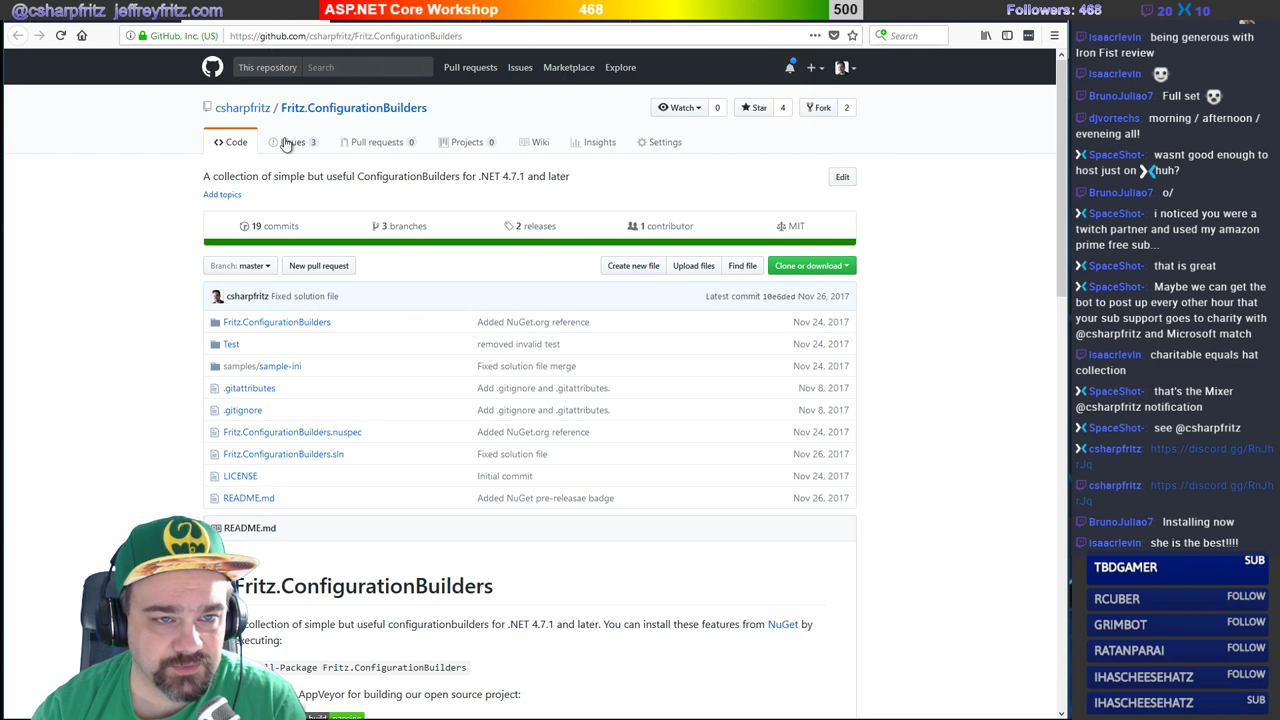 @csharpfritz jeffreyfritz.com
ASP.NET Core Workshop 468 500
Followers: 468 20 10
GitHub, Inc. (US) https://github.com/csharpfritz/Fritz.ConfigurationBuilders
Search
This repository Search Pull requests Issues Marketplace Explore
csharpfritz / Fritz.ConfigurationBuilders
Watch 0 Star 4 Fork 2
Code Issues 3 Pull requests 0 Projects 0 Wiki Insights Settings
A collection of simple but useful ConfigurationBuilders for .NET 4.7.1 and later
Edit
Add topics
19 commits 3 branches 2 releases 1 contributor MIT
Branch: master New pull request Create new file Upload files Find file Clone or download
csharpfritz Fixed solution file Latest commit 10e6ded Nov 26, 2017
Fritz.ConfigurationBuilders Added NuGet.org reference Nov 24, 2017
Test removed invalid test Nov 24, 2017
samples/sample-ini Fixed solution file merge Nov 24, 2017
.gitattributes Add .gitignore and .gitattributes. Nov 8, 2017
.gitignore Add .gitignore and .gitattributes. Nov 8, 2017
Fritz.ConfigurationBuilders.nuspec Added NuGet.org reference Nov 24, 2017
Fritz.ConfigurationBuilders.sln Fixed solution file Nov 26, 2017
LICENSE Initial commit Nov 24, 2017
README.md Added NuGet pre-releasae badge Nov 26, 2017
README.md
Fritz.ConfigurationBuilders
collection of simple but useful configurationbuilders for .NET 4.7.1 and later. You can install these features from NuGet by
executing:
ll-Package Fritz.ConfigurationBuilders
AppVeyor for building our open source project:
Isaacrlevin being generous with
Iron Fist review
Isaacrlevin
BrunoJuliao7 Full set
djvortechs morning / afternoon /
eveneing all!
SpaceShot- wasnt good enough to
host just on huh?
BrunoJuliao7 o/
SpaceShot- i noticed you were a
twitch partner and used my amazon
prime free sub...
SpaceShot- that is great
SpaceShot- Maybe we can get the
bot to post up every other hour that
your sub support goes to charity with
@csharpfritz and Microsoft match
Isaacrlevin charitable equals hat
collection
SpaceShot- that's the Mixer
@csharpfritz notification
SpaceShot- see @csharpfritz
csharpfritz https://discord.gg/RnJh
rJq
csharpfritz https://discord.gg/RnJh
rJq
BrunoJuliao7 Installing now
Isaacrlevin she is the best!!!!
TBDGAMER SUB
RCUBER FOLLOW
GRIMBOT FOLLOW
RATANPARAI FOLLOW
IHASCHEESEHATZ FOLLOW
IHASCHEESEHATZ SUB